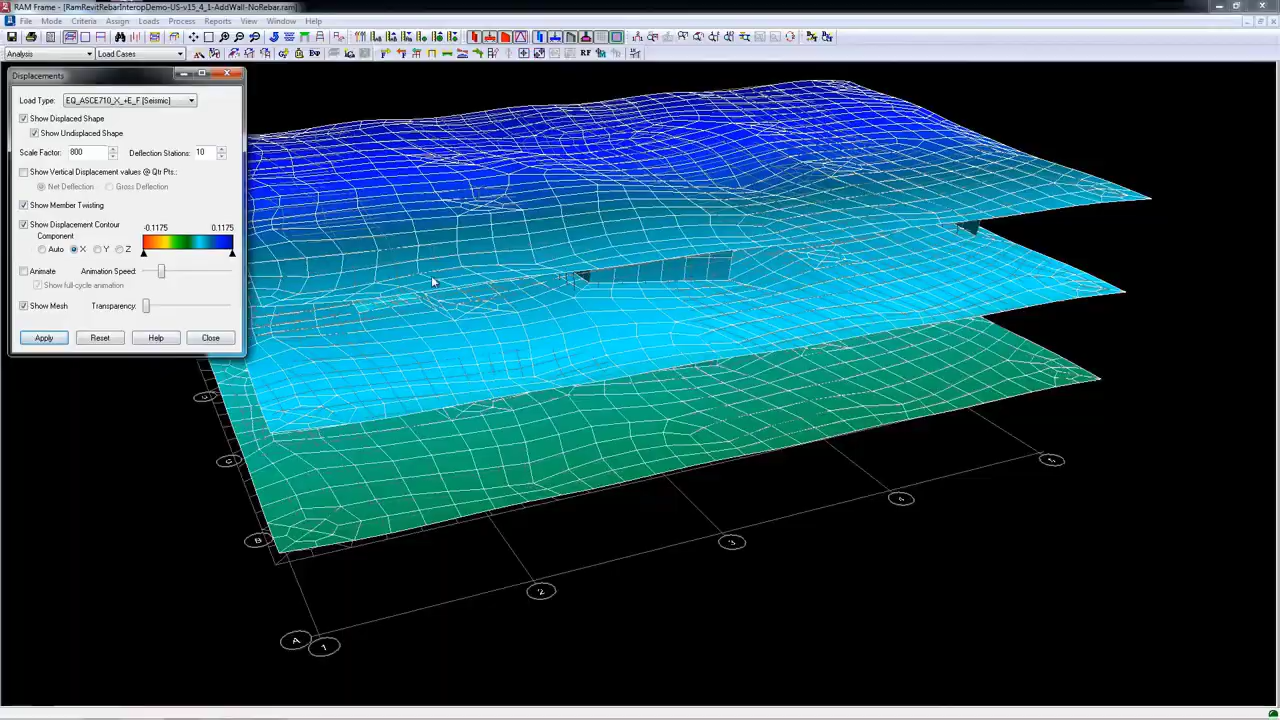 RAM Frame - [RamRevitRebarInteropDemo-US-v15_4_1-AddWall-NoRebar.ram]
File Mode Criteria Assign Loads Process Reports View Window Help
Analysis Load Cases RF
Displacements
Load Type: EQ_ASCE710_X_+E_F [Seismic]
Show Displaced Shape
Show Undisplaced Shape
Scale Factor: 800 Deflection Stations: 10
Show Vertical Displacement values @ Qtr Pts.:
Net Deflection Gross Deflection
Show Member Twisting
Show Displacement Contour -0.1175 0.1175
Component
Auto X Y Z
Animate Animation Speed:
Show full-cycle animation
Show Mesh Transparency:
Apply Reset Help Close
B
A
1
2
3
4